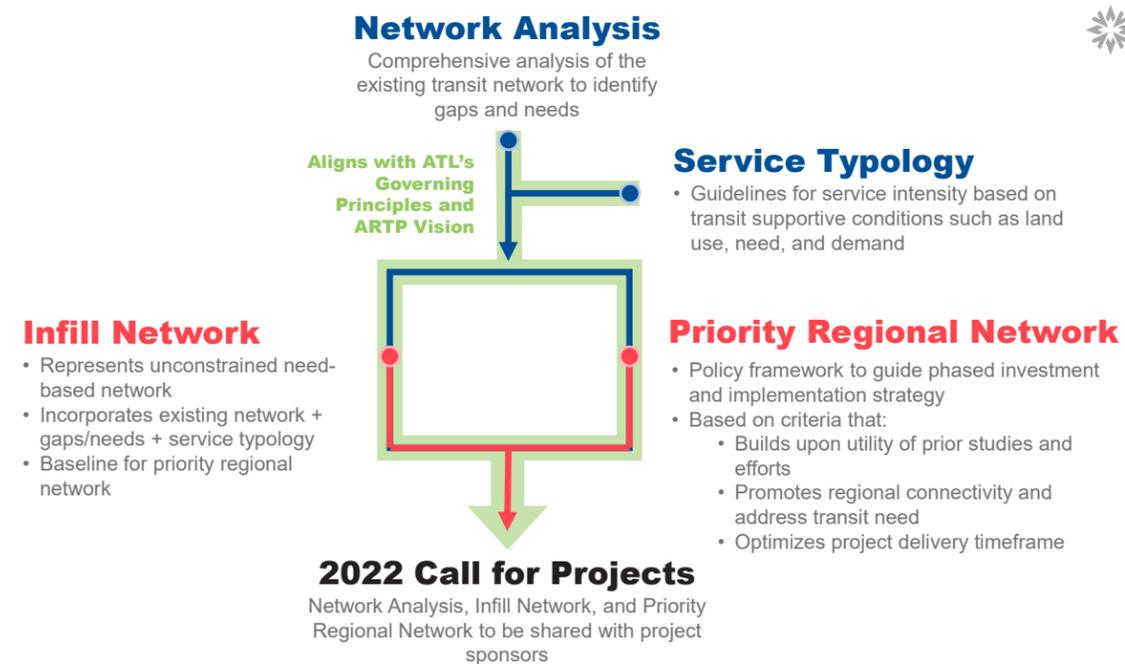 Network Analysis
Comprehensive analysis of the
existing transit network to identify
gaps and needs
Aligns with ATL's
Governing
Principles and
ARTP Vision
Service Typology
• Guidelines for service intensity based on
transit supportive conditions such as land
use, need, and demand
Infill Network
• Represents unconstrained need-
based network
• Incorporates existing network +
gaps/needs + service typology
• Baseline for priority regional
network
Priority Regional Network
• Policy framework to guide phased investment
and implementation strategy
• Based on criteria that:
• Builds upon utility of prior studies and
efforts
• Promotes regional connectivity and
address transit need
• Optimizes project delivery timeframe
2022 Call for Projects
Network Analysis, Infill Network, and Priority
Regional Network to be shared with project
sponsors